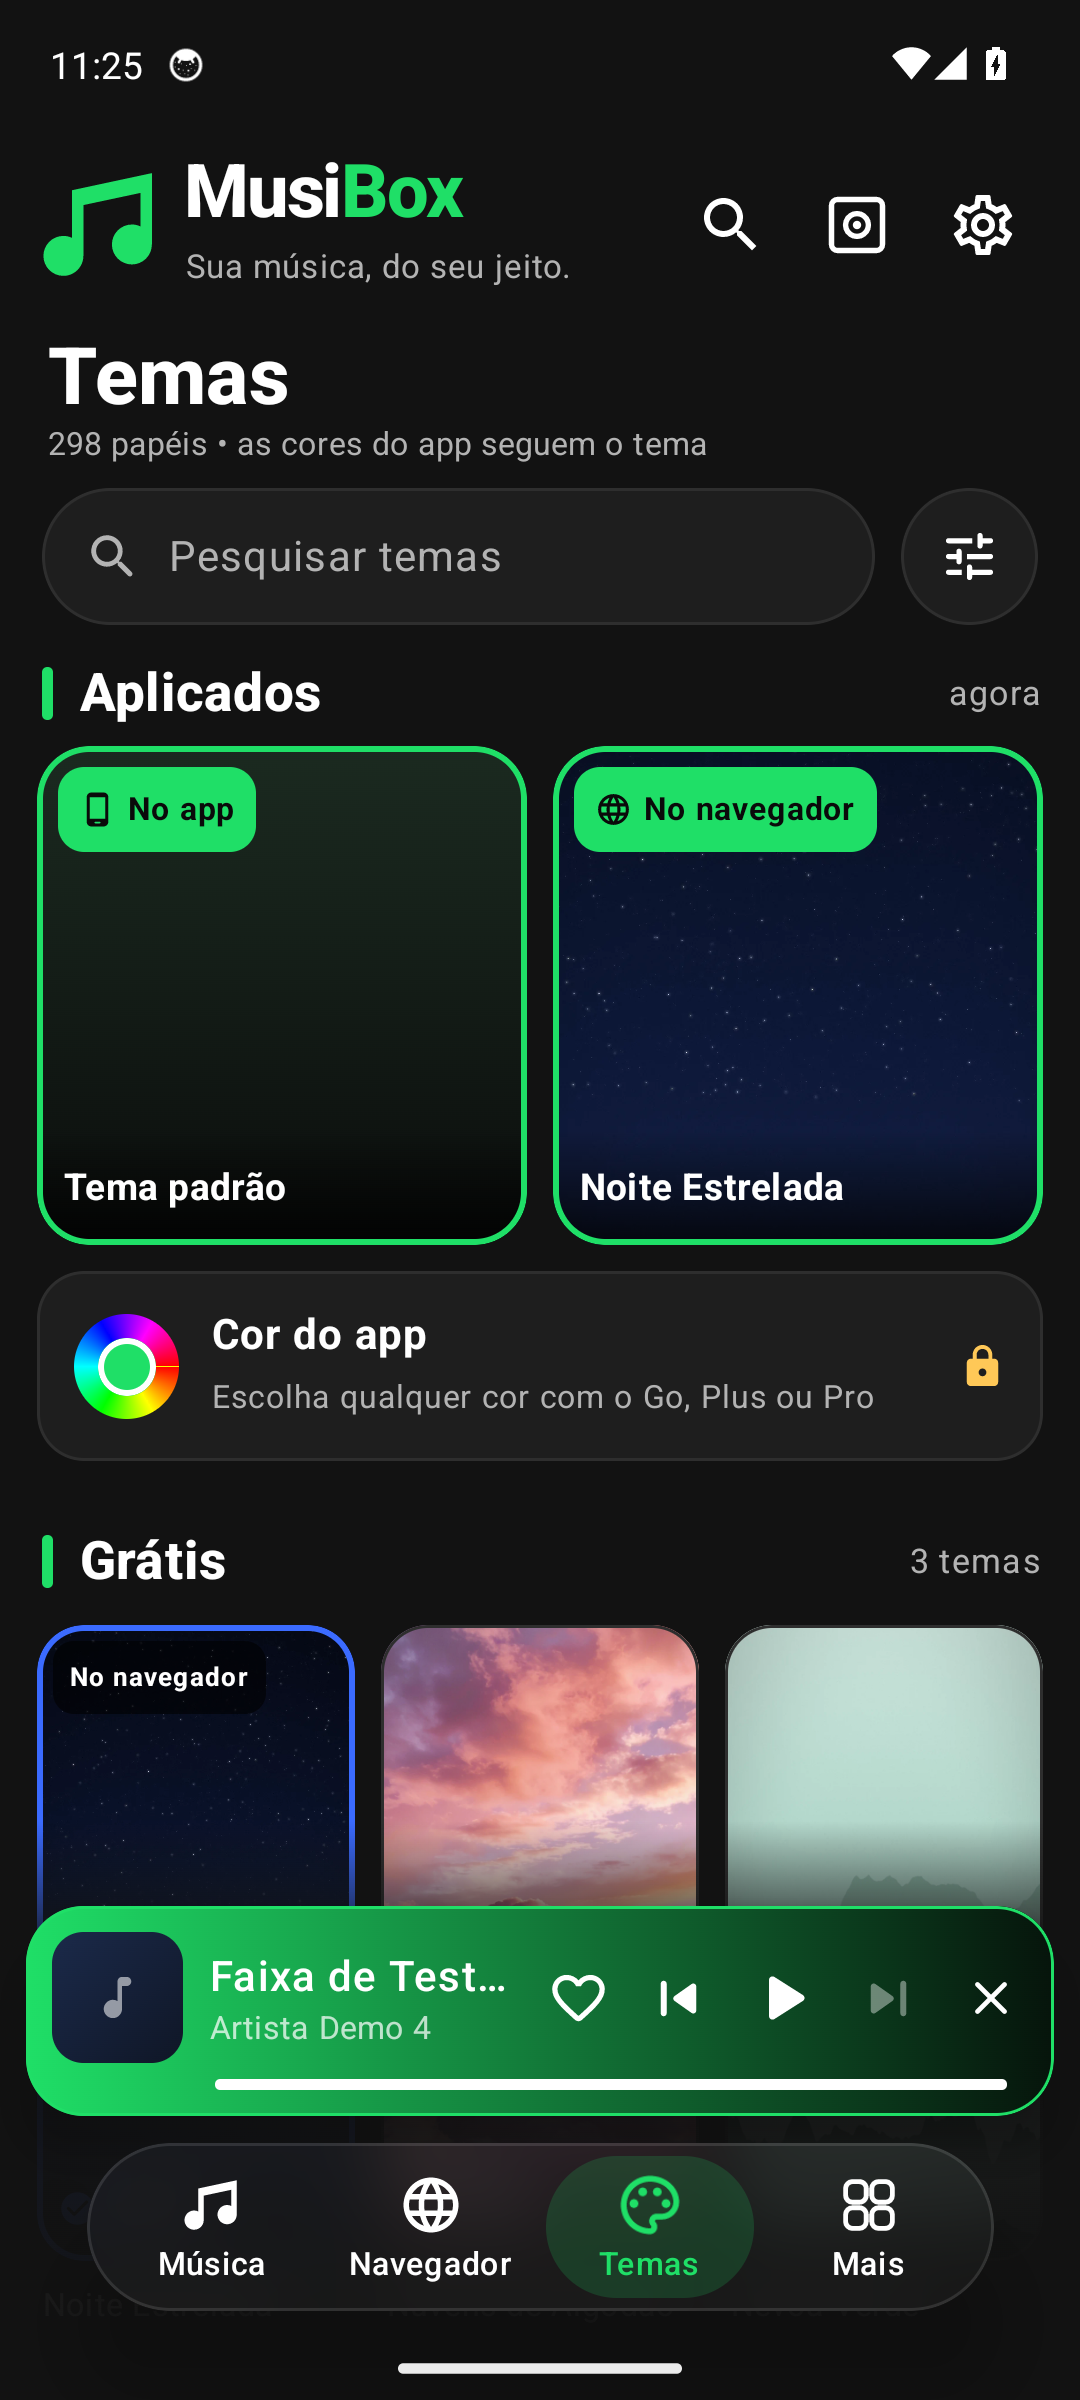 11:25
MusiBox
Sua música, do seu jeito.
Temas
298 papéis • as cores do app seguem o tema
Pesquisar temas
Aplicados
agora
No app
No navegador
Tema padrão
Noite Estrelada
Cor do app
Escolha qualquer cor com o Go, Plus ou Pro
Grátis
3 temas
No navegador
Faixa de Test...
Artista Demo 4
Música
Navegador
Temas
Mais
Noite Estrelada